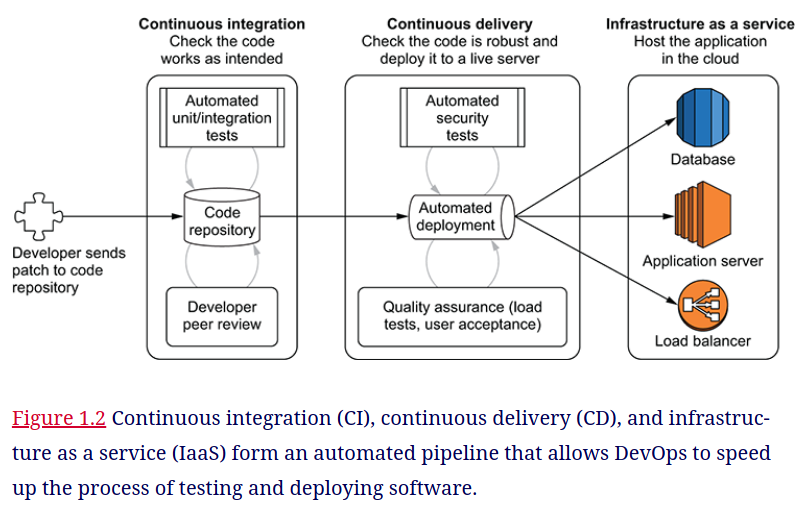 Continuous integration
Check the code
works as intended
Continuous delivery
Check the code is robust and
deploy it to a live server
Infrastructure as a service
Host the application
in the cloud
Automated
unit/integration
tests
Automated
security
tests
Database
Code
repository
Automated
deployment
Developer sends
patch to code
repository
Application server
Developer
peer review
Quality assurance (load
tests, user acceptance)
Load balancer
Figure 1.2 Continuous integration (CI), continuous delivery (CD), and infrastruc-
ture as a service (IaaS) form an automated pipeline that allows DevOps to speed
up the process of testing and deploying software.